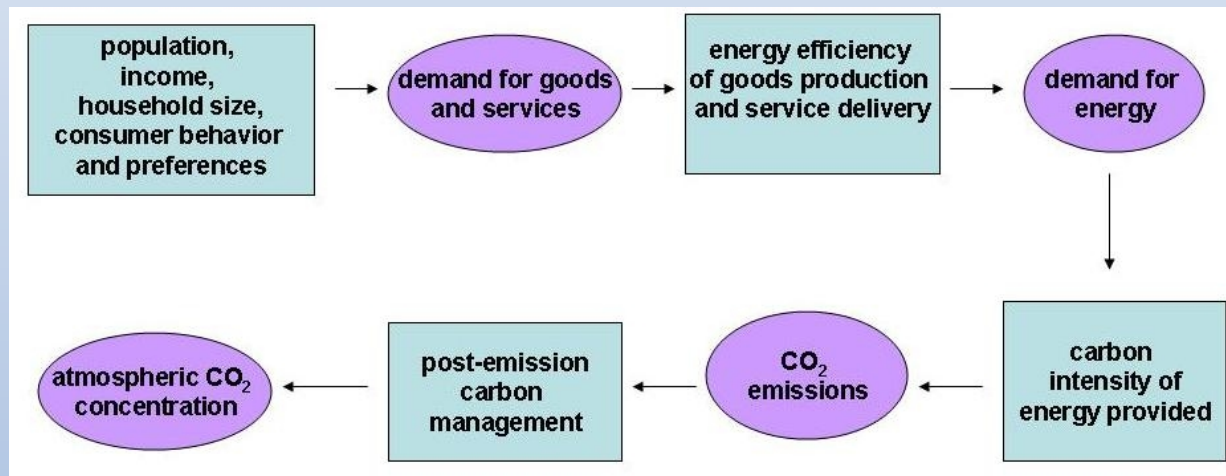 population,
income,
household size,
consumer behavior
and preferences
demand for goods
and services
energy efficiency
of goods production
and service delivery
demand for
energy
carbon
intensity of
energy provided
CO₂
emissions
post-emission
carbon
management
atmospheric CO₂
concentration